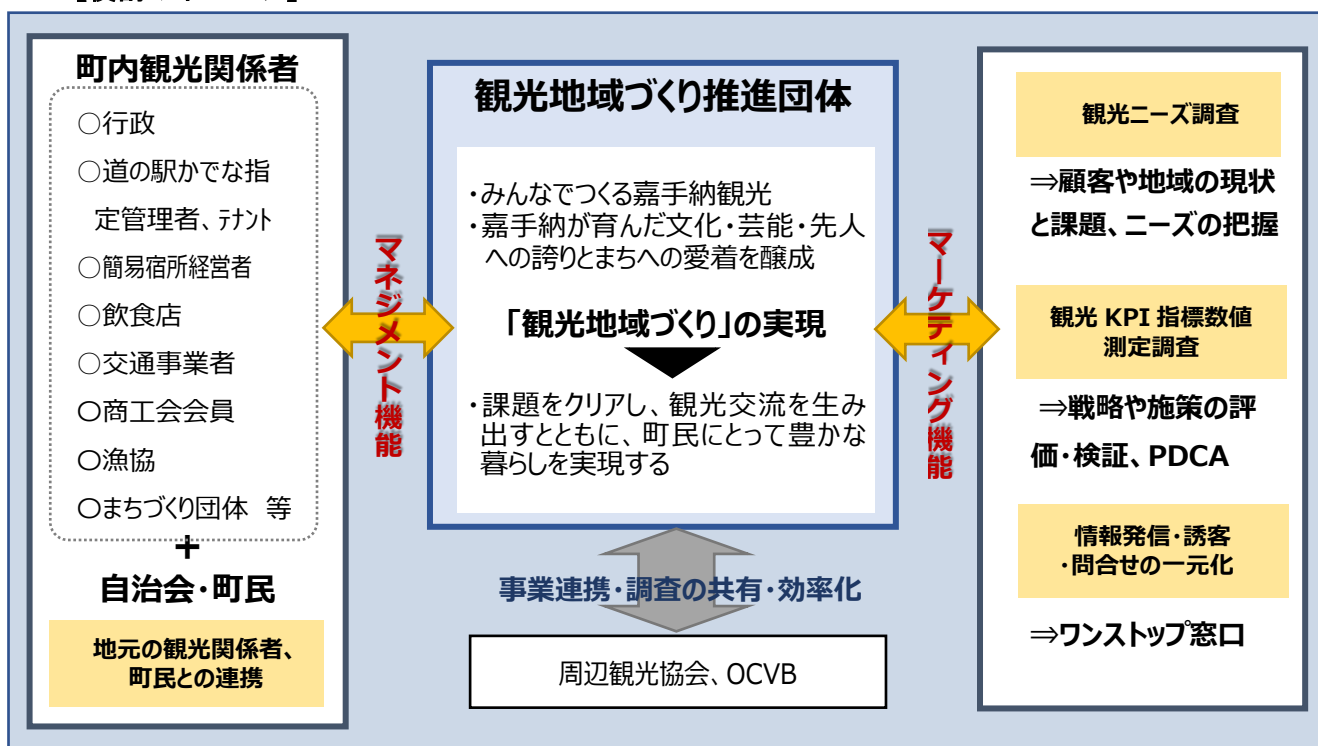 町内観光関係者
○行政
○道の駅かでな指
定管理者、ﾃﾅﾝﾄ
○簡易宿所経営者
○飲食店
○交通事業者
○商工会会員
○漁協
○まちづくり団体　等
+
自治会・町民
地元の観光関係者、
町民との連携
マネジメント機能
観光地域づくり推進団体
・みんなでつくる嘉手納観光
・嘉手納が育んだ文化・芸能・先人
への誇りとまちへの愛着を醸成
「観光地域づくり」の実現
・課題をクリアし、観光交流を生み
出すとともに、町民にとって豊かな
暮らしを実現する
事業連携・調査の共有・効率化
周辺観光協会、OCVB
マーケティング機能
観光ニーズ調査
⇒顧客や地域の現状
と課題、ニーズの把握
観光 KPI 指標数値
測定調査
⇒戦略や施策の評
価・検証、PDCA
情報発信・誘客
・問合せの一元化
⇒ワンストップ窓口